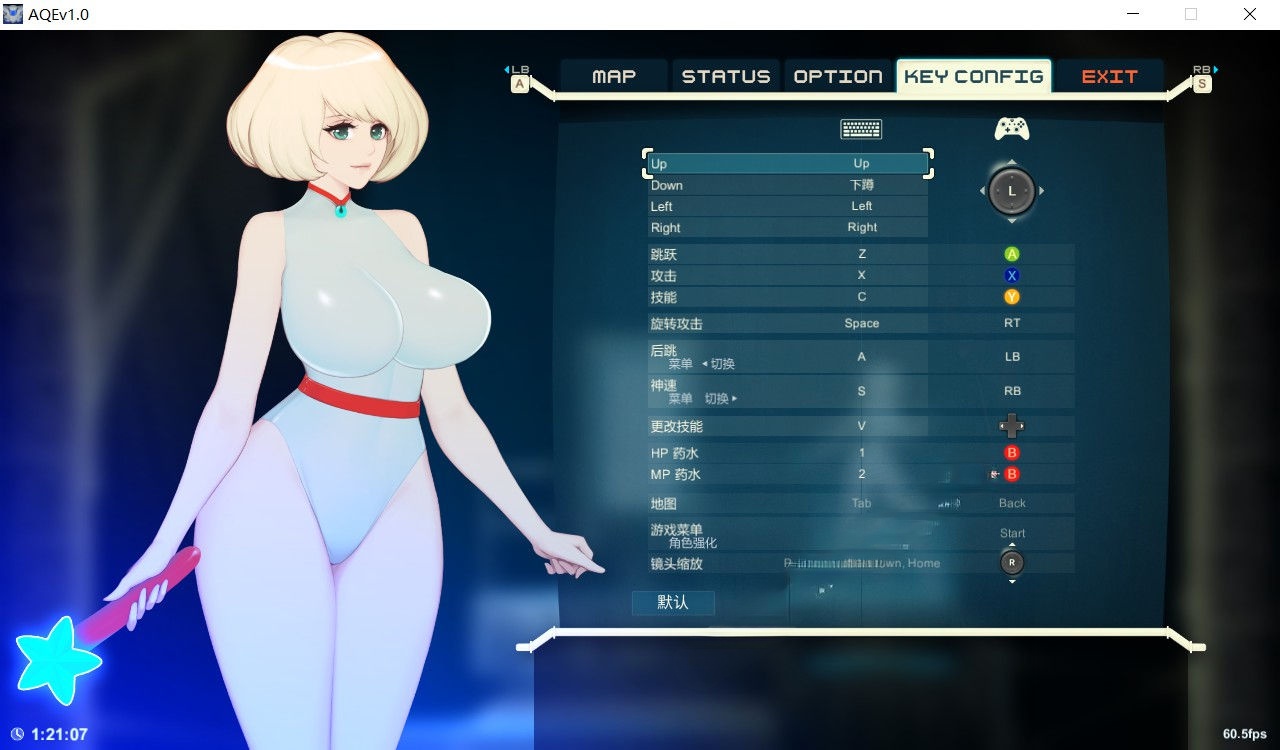 AQEv1.0
LB
A
MAP STATUS OPTION KEY CONFIG EXIT
RB
S
Up Up
L
Down 下蹲
Left Left
Right Right
跳跃 Z A
攻击 X X
技能 C Y
旋转攻击 Space RT
后跳 A LB
菜单 切换
神速 S RB
菜单 切换
更改技能 V
HP 药水 1 B
MP 药水 2 B
地图 Tab Back
游戏菜单 Start
角色强化
镜头缩放 Home R
默认
1:21:07
60.5fps